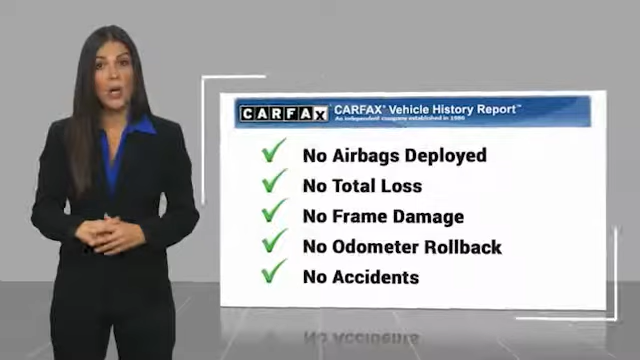 CARFAX CARFAX® Vehicle History Report™
An independent company established in 1986
No Airbags Deployed
No Total Loss
No Frame Damage
No Odometer Rollback
No Accidents